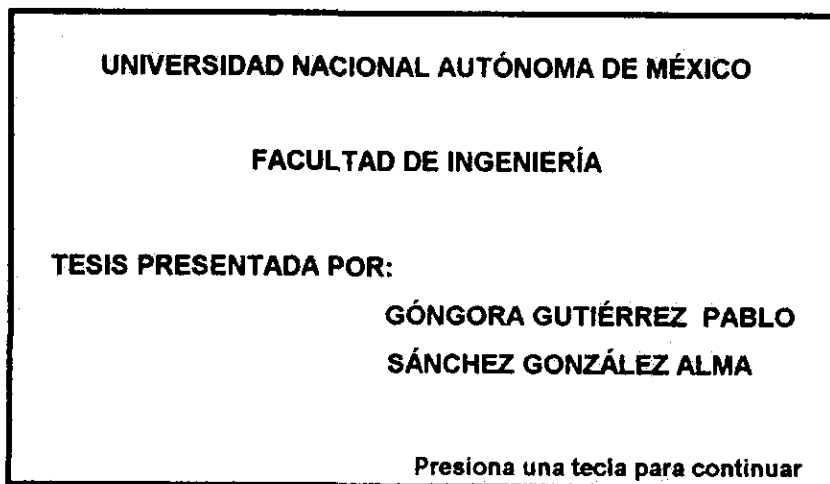 UNIVERSIDAD NACIONAL AUTÓNOMA DE MÉXICO
FACULTAD DE INGENIERÍA
TESIS PRESENTADA POR:
GÓNGORA GUTIÉRREZ PABLO
SÁNCHEZ GONZÁLEZ ALMA
Presiona una tecla para continuar